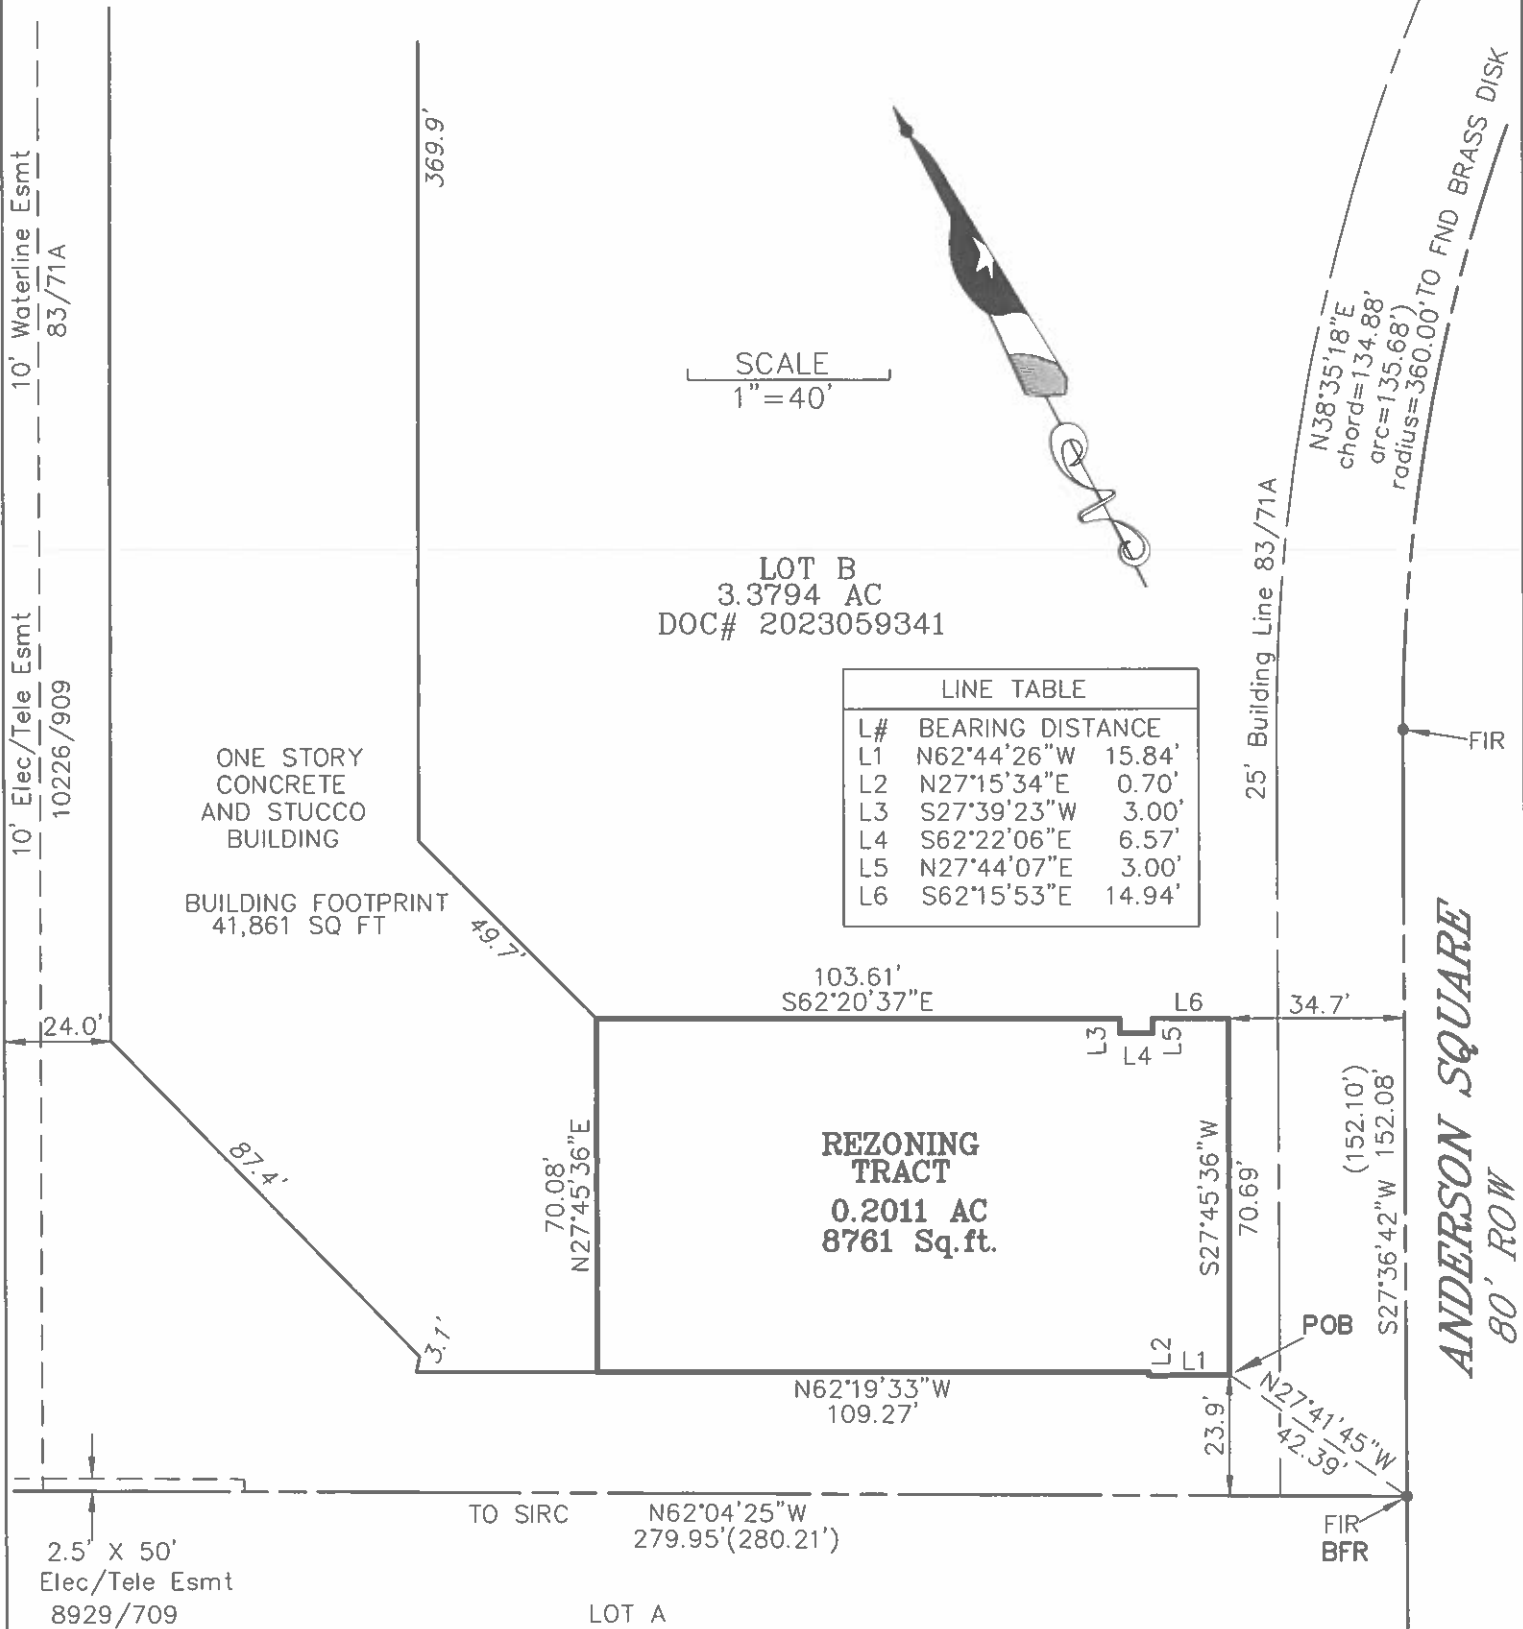 10' Waterline Esmt
83/71A
10' Elec/Tele Esmt
10226/909
369.9'
SCALE
1"=40'
N38°35'18"E
chord=134.88'
arc=135.68')
radius=360.00'TO FND BRASS DISK
LOT B
3.3794 AC
DOC# 2023059341
25' Building Line 83/71A
FIR
LINE TABLE
L# BEARING DISTANCE
L1 N62°44'26"W 15.84'
L2 N27°15'34"E 0.70'
L3 S27°39'23"W 3.00'
L4 S62°22'06"E 6.57'
L5 N27°44'07"E 3.00'
L6 S62°15'53"E 14.94'
ONE STORY
CONCRETE
AND STUCCO
BUILDING
BUILDING FOOTPRINT
41,861 SQ FT
49.7'
103.61'
S62°20'37"E
L6
34.7'
24.0'
L3
L4
L5
87.4'
70.08'
N27°45'36"E
REZONING
TRACT
0.2011 AC
8761 Sq.ft.
S27°45'36"W
70.69'
(152.10')
S27°36'42"W 152.08'
ANDERSON SQUARE
80' ROW
3.1'
L2
L1
POB
N62°19'33"W
109.27'
23.9'
N27°41'45"W
42.39'
TO SIRC
N62°04'25"W
279.95'(280.21')
FIR
BFR
2.5' X 50'
Elec/Tele Esmt
8929/709
LOT A